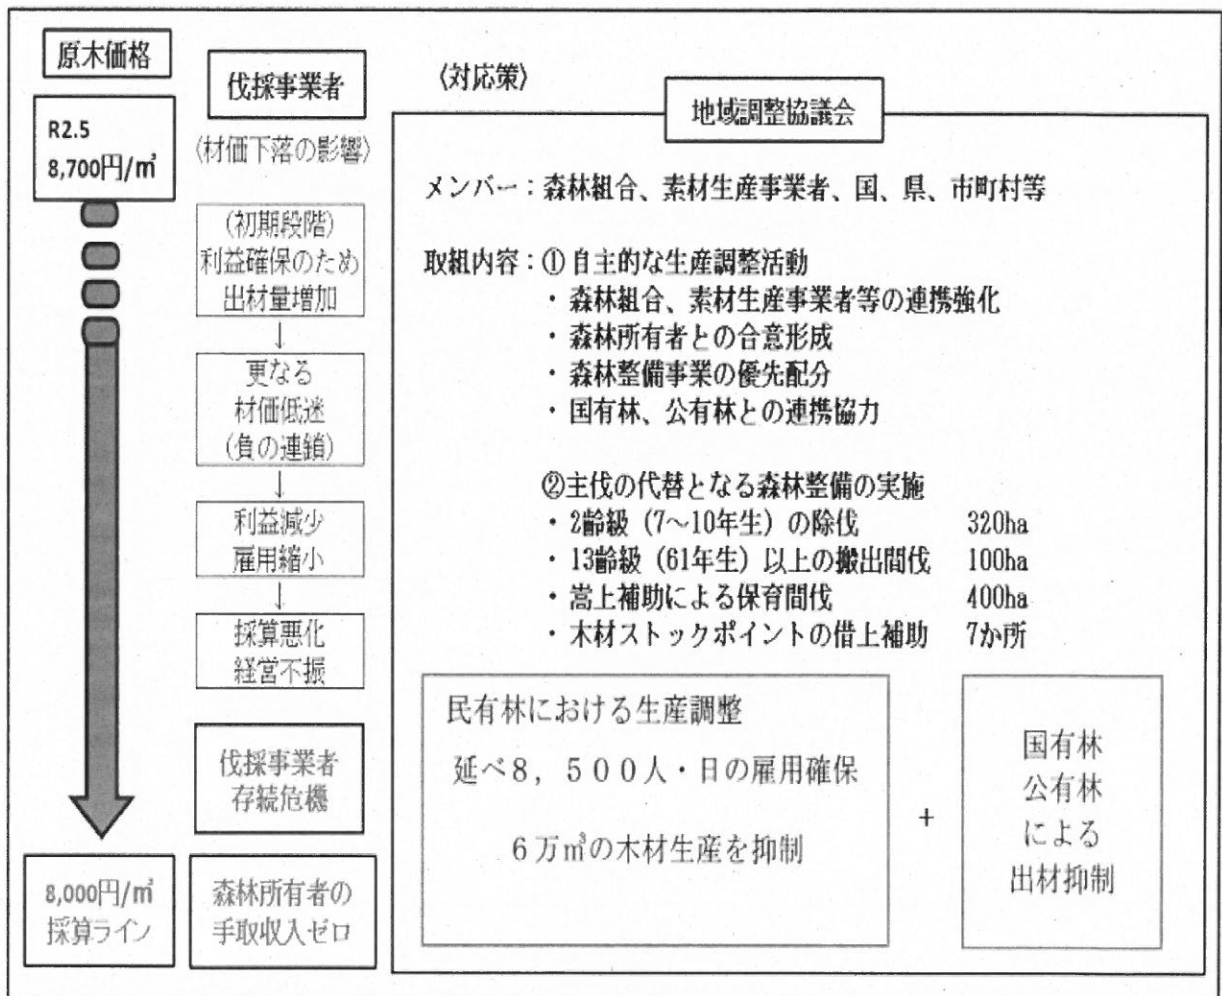 原木価格
R2.5
8,700円/㎥
8,000円/㎥
採算ライン
伐採事業者
(材価下落の影響)
(初期段階)
利益確保のため
出材量増加
↓
更なる
材価低迷
(負の連鎖)
↓
利益減少
雇用縮小
↓
採算悪化
経営不振
伐採事業者
存続危機
森林所有者の
手取収入ゼロ
〈対応策〉
地域調整協議会
メンバー：森林組合、素材生産事業者、国、県、市町村等
取組内容：① 自主的な生産調整活動
・森林組合、素材生産事業者等の連携強化
・森林所有者との合意形成
・森林整備事業の優先配分
・国有林、公有林との連携協力
②主伐の代替となる森林整備の実施
・2齢級（7～10年生）の除伐 320ha
・13齢級（61年生）以上の搬出間伐 100ha
・嵩上補助による保育間伐 400ha
・木材ストックポイントの借上補助 7か所
民有林における生産調整
延べ８，５００人・日の雇用確保
６万㎥の木材生産を抑制
+
国有林
公有林
による
出材抑制